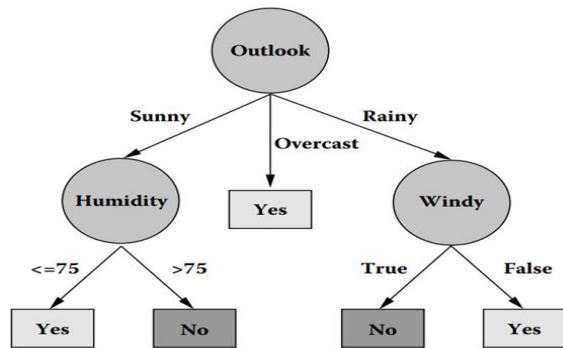 Outlook
Sunny
Rainy
Overcast
Humidity
Yes
Windy
<=75
>75
True
False
Yes
No
No
Yes